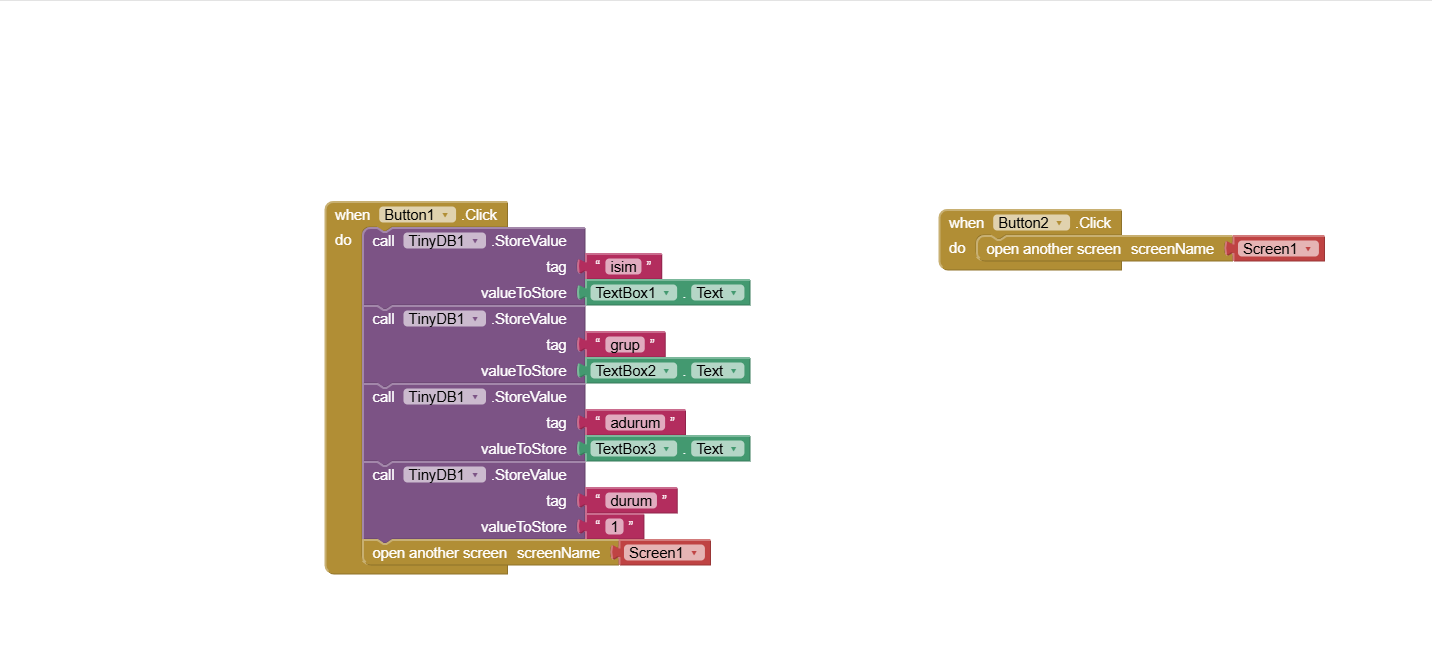 when Button1 .Click
do call TinyDB1 .StoreValue
tag " isim "
valueToStore TextBox1 . Text
call TinyDB1 .StoreValue
tag " grup "
valueToStore TextBox2 . Text
call TinyDB1 .StoreValue
tag " adurum "
valueToStore TextBox3 . Text
call TinyDB1 .StoreValue
tag " durum "
valueToStore " 1 "
open another screen screenName Screen1
when Button2 .Click
do open another screen screenName Screen1